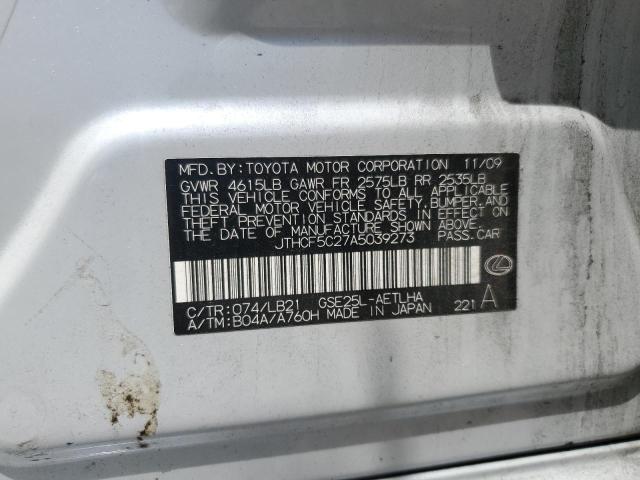 MFD. BY: TOYOTA MOTOR CORPORATION 11/09
GVWR 4615LB GAWR FR 2575LB RR 2535LB
THIS VEHICLE CONFORMS TO ALL APPLICABLE
FEDERAL MOTOR VEHICLE SAFETY, BUMPER, AND
THEFT PREVENTION STANDARDS IN EFFECT ON
THE DATE OF MANUFACTURE SHOWN ABOVE.
JTHCF5C27A5039273 PASS. CAR
C/TR: 074/LB21 GSE25L-AETLHA
A/TM: B04A/A760H MADE IN JAPAN 221 A